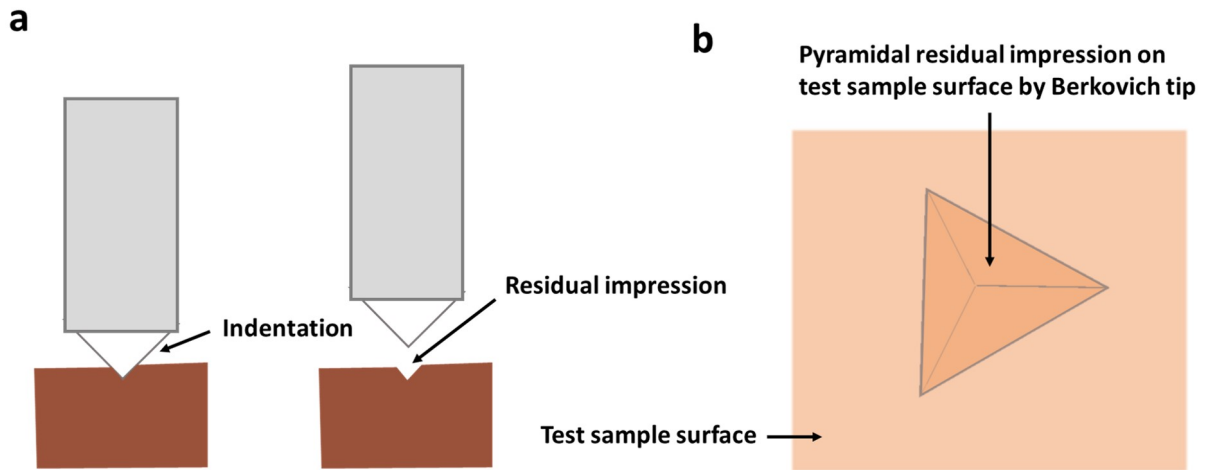 a
Indentation
Residual impression
b
Pyramidal residual impression on
test sample surface by Berkovich tip
Test sample surface